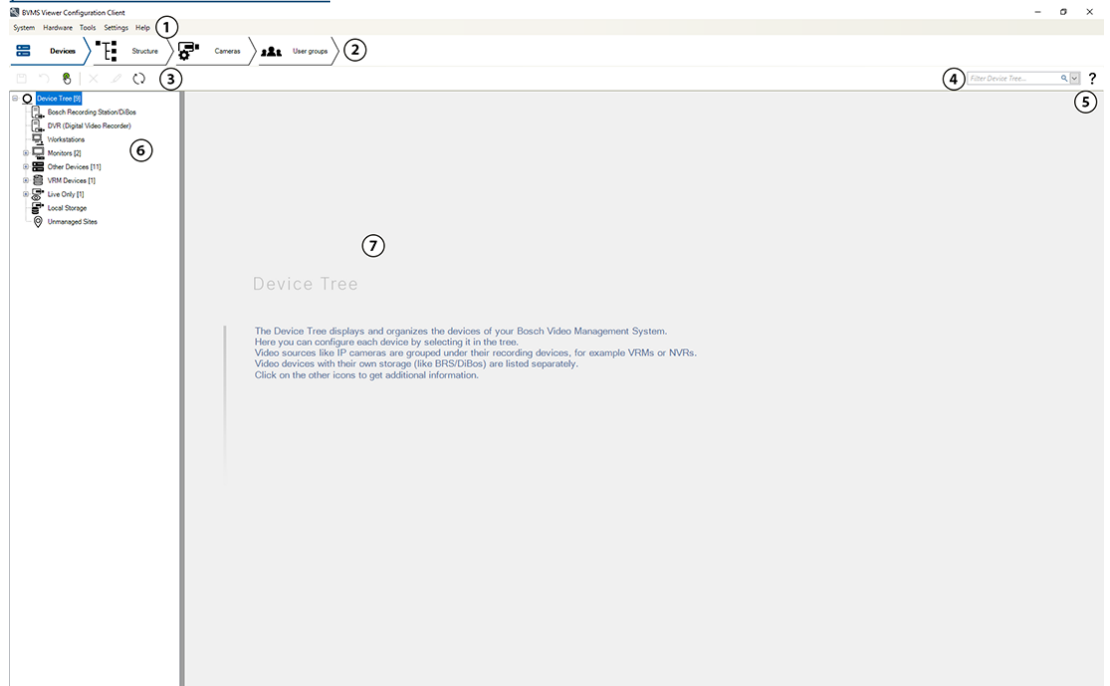 BVMS Viewer Configuration Client
System Hardware Tools Settings Help 1
Devices Structure Cameras User groups 2
3 4 Filter Device Tree... ?
5
Device Tree [9]
Bosch Recording Station/DiBos
DVR (Digital Video Recorder)
Workstations
Monitors [2] 6
Other Devices [11]
VRM Devices [1]
Live Only [1]
Local Storage
Unmanaged Sites
7
Device Tree
The Device Tree displays and organizes the devices of your Bosch Video Management System.
Here you can configure each device by selecting it in the tree.
Video sources like IP cameras are grouped under their recording devices, for example VRMs or NVRs.
Video devices with their own storage (like BRS/DiBos) are listed separately.
Click on the other icons to get additional information.